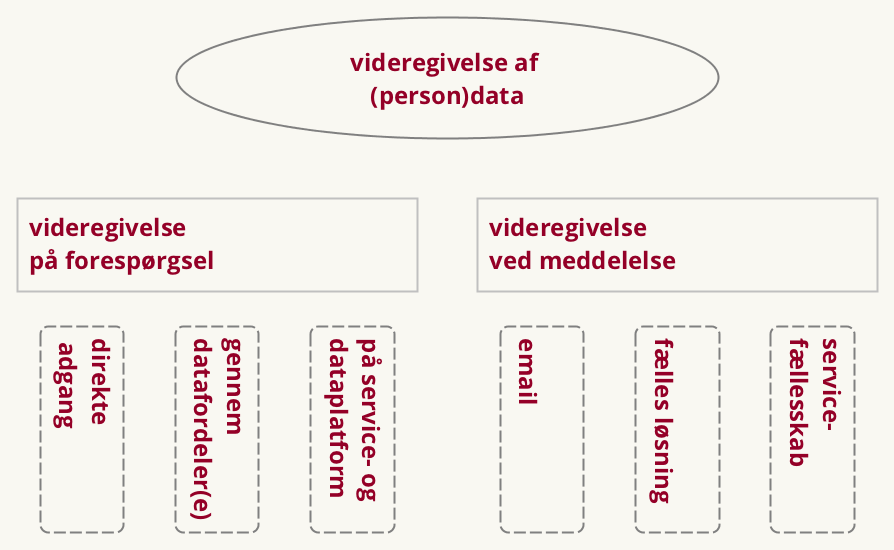 videregivelse af
(person)data
videregivelse
på forespørgsel
videregivelse
ved meddelelse
direkte
adgang
gennem
datafordeler(e)
på service- og
dataplatform
email
fælles løsning
service-
fællesskab